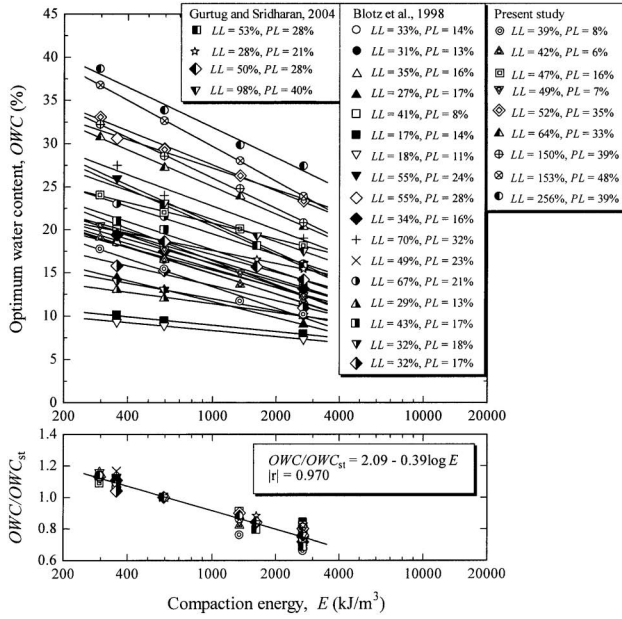 Gurtug and Sridharan, 2004
LL = 53%, PL = 28%
LL = 28%, PL = 21%
LL = 50%, PL = 28%
LL = 98%, PL = 40%
Blotz et al., 1998
LL = 33%, PL = 14%
LL = 31%, PL = 13%
LL = 35%, PL = 16%
LL = 27%, PL = 17%
LL = 41%, PL = 8%
LL = 17%, PL = 14%
LL = 18%, PL = 11%
LL = 55%, PL = 24%
LL = 55%, PL = 28%
LL = 34%, PL = 16%
LL = 70%, PL = 32%
LL = 49%, PL = 23%
LL = 67%, PL = 21%
LL = 29%, PL = 13%
LL = 43%, PL = 17%
LL = 32%, PL = 18%
LL = 32%, PL = 17%
Present study
LL = 39%, PL = 8%
LL = 42%, PL = 6%
LL = 47%, PL = 16%
LL = 49%, PL = 7%
LL = 52%, PL = 35%
LL = 64%, PL = 33%
LL = 150%, PL = 39%
LL = 153%, PL = 48%
LL = 256%, PL = 39%
Optimum water content, OWC (%)
45
40
35
30
25
20
15
10
5
0
200 400 1000 2000 4000 10000 20000
OWC/OWCst
1.4
1.2
1.0
0.8
0.6
OWC/OWCst = 2.09 - 0.39log E
|r| = 0.970
200 400 1000 2000 4000 10000 20000
Compaction energy, E (kJ/m³)